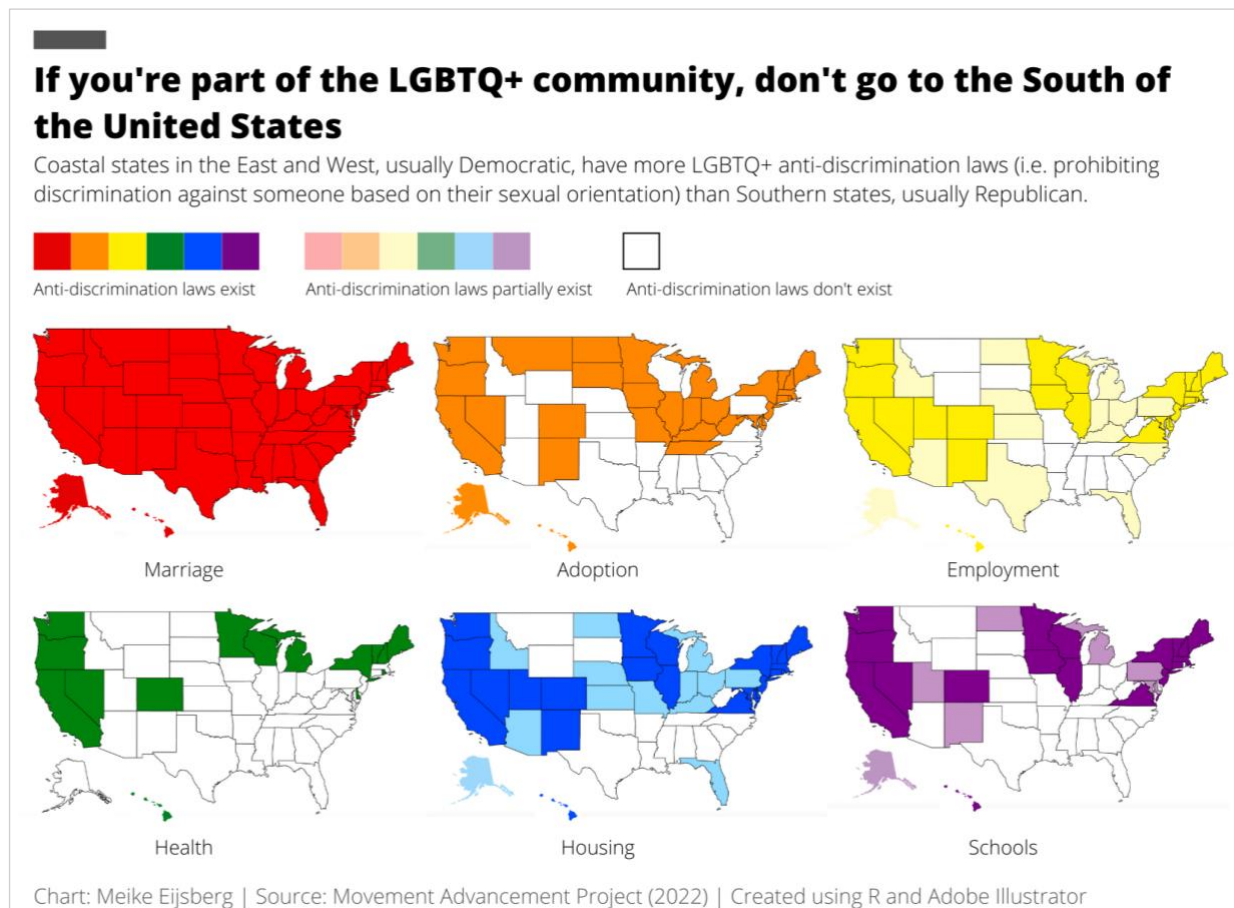 If you're part of the LGBTQ+ community, don't go to the South of
the United States
Coastal states in the East and West, usually Democratic, have more LGBTQ+ anti-discrimination laws (i.e. prohibiting
discrimination against someone based on their sexual orientation) than Southern states, usually Republican.
Anti-discrimination laws exist
Anti-discrimination laws partially exist
Anti-discrimination laws don't exist
Marriage
Adoption
Employment
Health
Housing
Schools
Chart: Meike Eijsberg | Source: Movement Advancement Project (2022) | Created using R and Adobe Illustrator